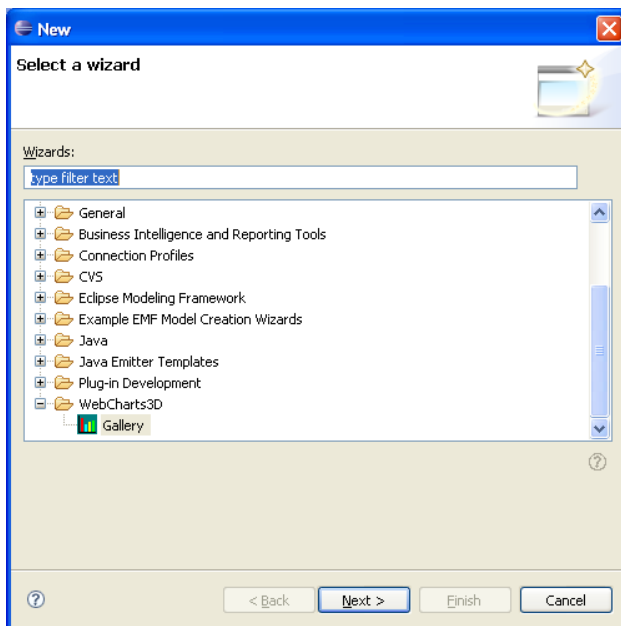 New
Select a wizard
Wizards:
type filter text
General
Business Intelligence and Reporting Tools
Connection Profiles
CVS
Eclipse Modeling Framework
Example EMF Model Creation Wizards
Java
Java Emitter Templates
Plug-in Development
WebCharts3D
Gallery
? < Back Next > Finish Cancel